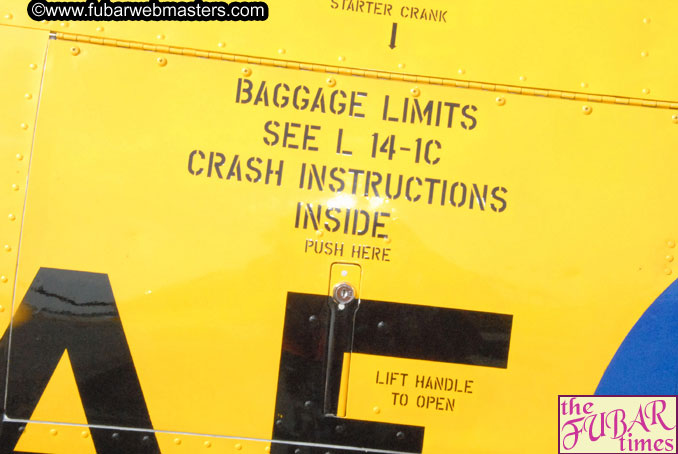 www.fubarwebmasters.com
STARTER CRANK
BAGGAGE LIMITS
SEE L 14-1C
CRASH INSTRUCTIONS
INSIDE
PUSH HERE
AF
LIFT HANDLE
TO OPEN
the
FUBAR
times